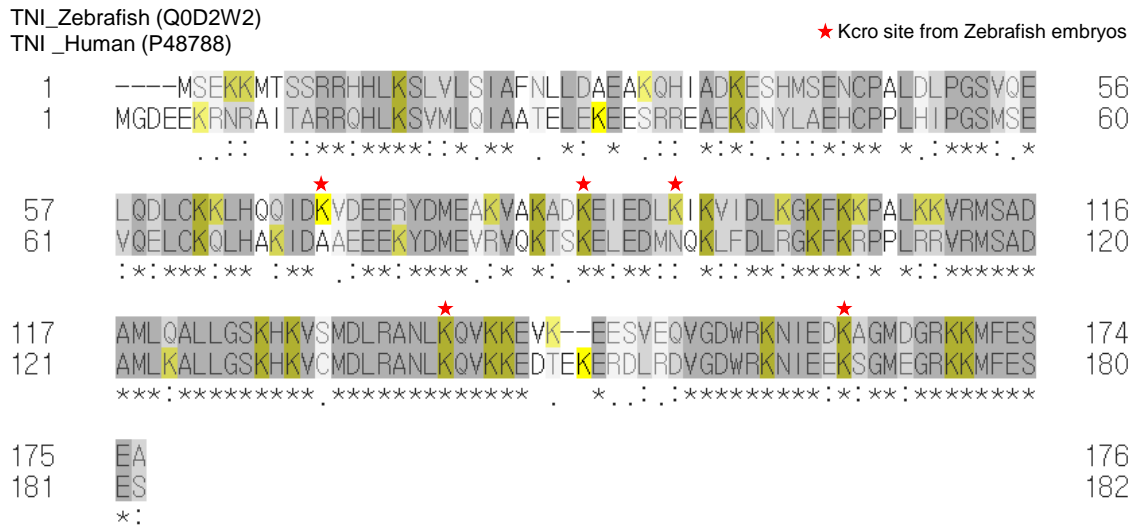 TNI_Zebrafish (Q0D2W2)
TNI _Human (P48788)
★ Kcro site from Zebrafish embryos
1 ----MSEKKMTSSRRHHLKSLVLSIAFNLLDAEAKQHIADKESHMSENCPALDLPGSVQE 56
1 MGDEEKRNRAITARRQHLKSVMLQIAATELEKEESRREAEKQNYLAEHCPPLHIPGSMSE 60
..:: ::**:****::*.** . *: * :: *:*.:::*:** *.:***:.*
★ ★ ★
57 LQDLCKKLHQQIDKVDEERYDMEAKVAKADKEIEDLKIKVIDLKGKFKKPALKKVRMSAD 116
61 VQELCKQLHAKIDAAEEEKYDMEVRVQKTSKELEDMNQKLFDLRGKFKRPPLRRVRMSAD 120
:*:***:** :** .:**:****.:* *:.**:**:: *::**:****:* *::******
★ ★
117 AMLQALLGSKHKVSMDLRANLKQVKKEVK--EESVEQVGDWRKNIEDKAGMDGRKKMFES 174
121 AMLKALLGSKHKVCMDLRANLKQVKKEDTEKERDLRDVGDWRKNIEEKSGMEGRKKMFES 180
***:*********.************* . *..:.:*********:*:**:********
175 EA 176
181 ES 182
*: